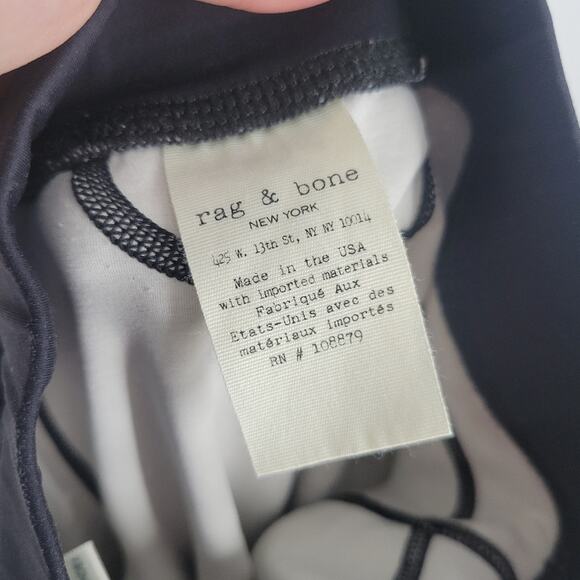 rag & bone
NEW YORK
425 W. 13th St, NY NY 10014
Made in the USA
with imported materials
Fabriqué Aux
Etats-Unis avec des
matériaux importés
RN # 108879